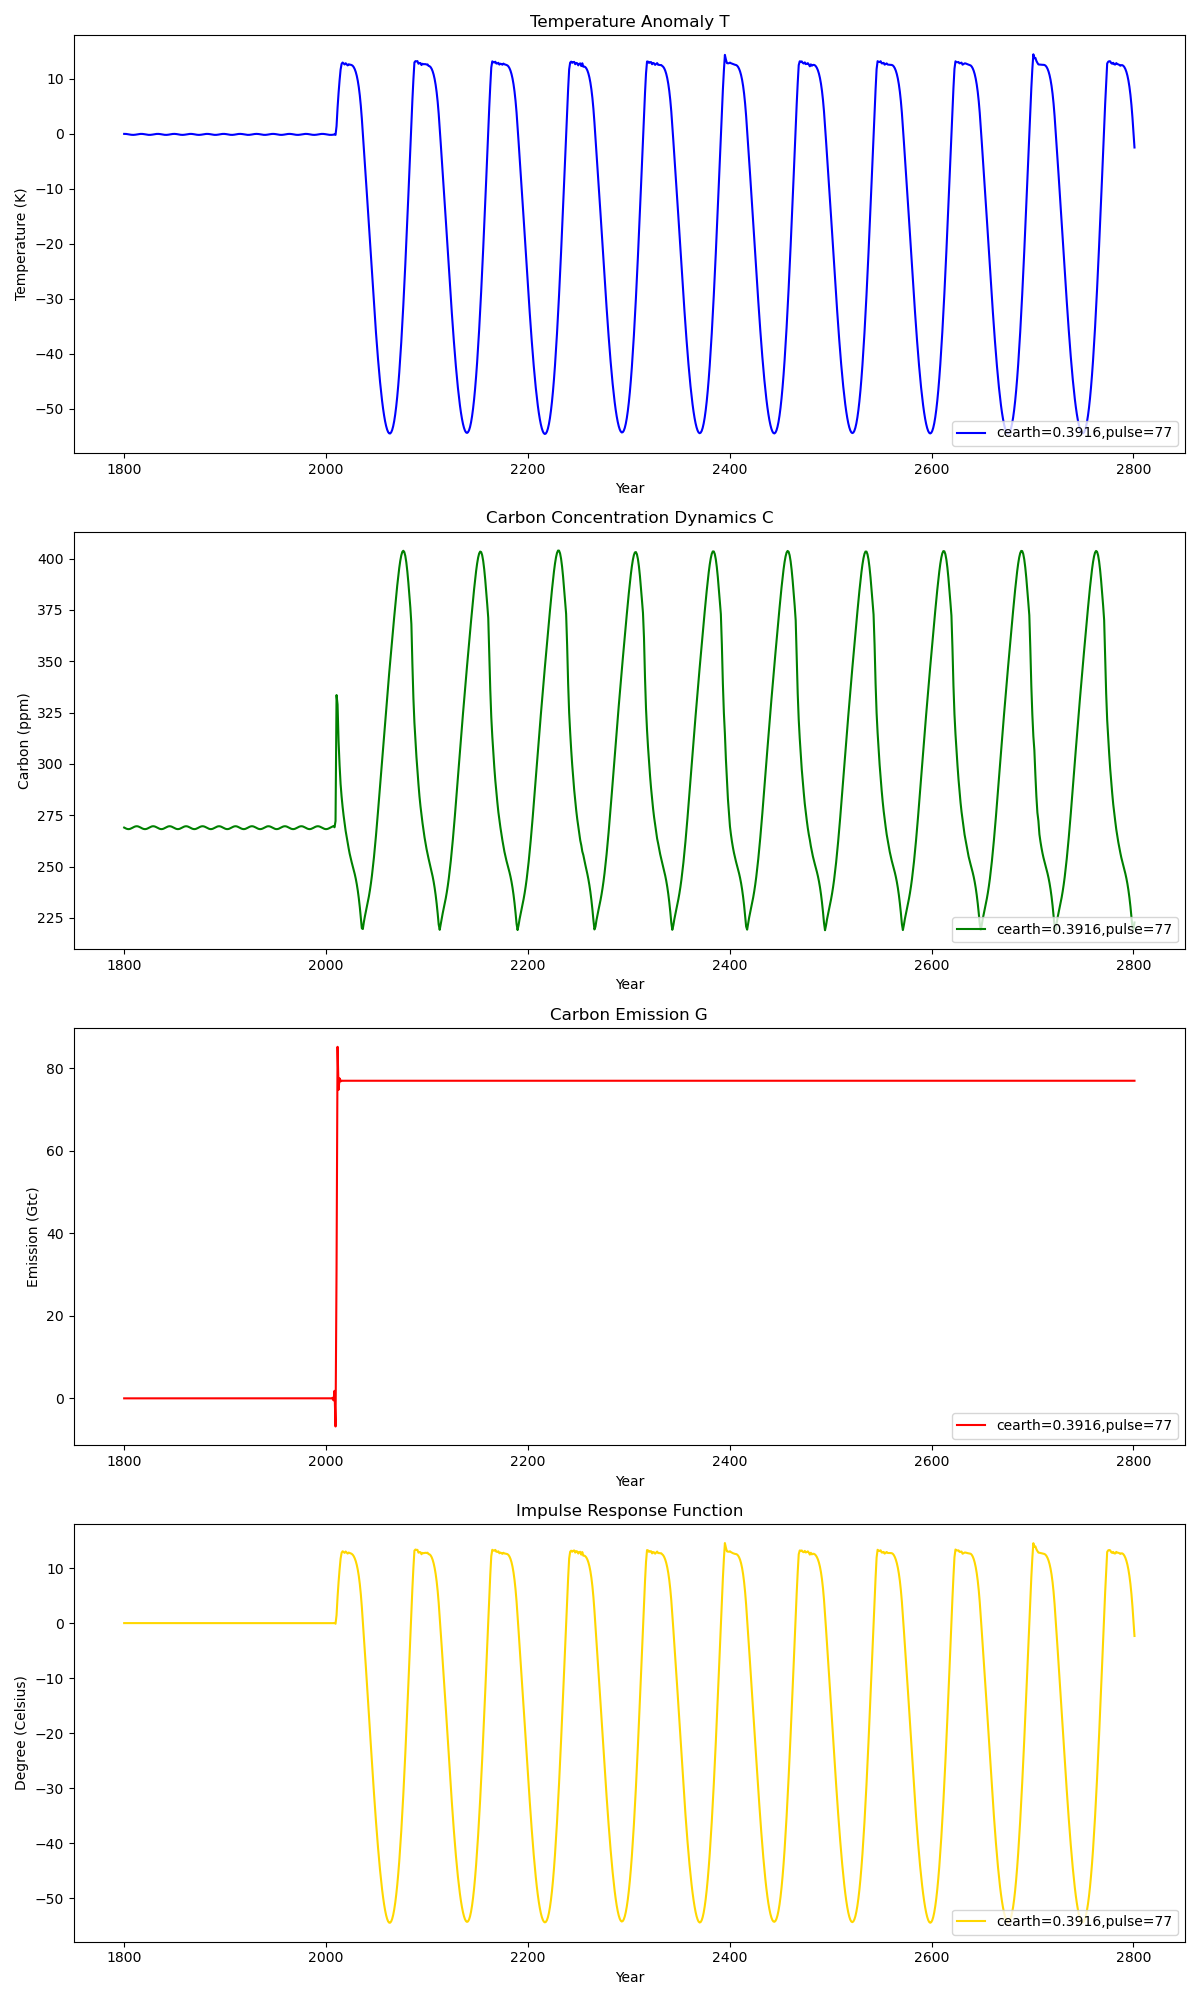 Temperature Anomaly T
10
0
−10
−20
−30
−40
−50
Temperature (K)
cearth=0.3916,pulse=77
1800 2000 2200 2400 2600 2800
Year
Carbon Concentration Dynamics C
400
375
350
325
300
275
250
225
Carbon (ppm)
cearth=0.3916,pulse=77
1800 2000 2200 2400 2600 2800
Year
Carbon Emission G
80
60
40
20
0
Emission (Gtc)
cearth=0.3916,pulse=77
1800 2000 2200 2400 2600 2800
Year
Impulse Response Function
10
0
−10
−20
−30
−40
−50
Degree (Celsius)
cearth=0.3916,pulse=77
1800 2000 2200 2400 2600 2800
Year